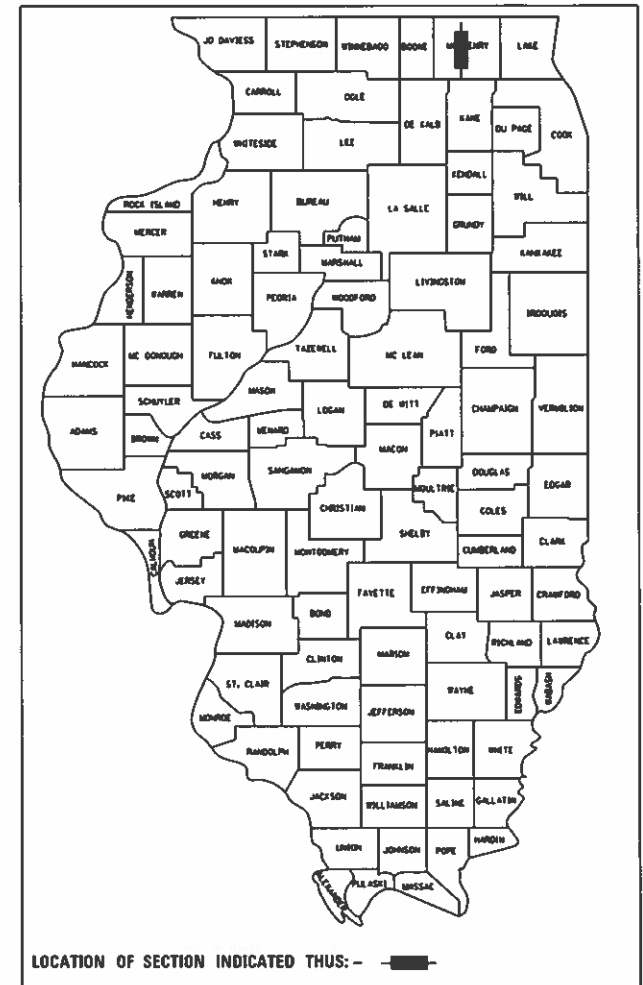 JO DAVIESS STEPHENSON WINNEBAGO BOONE McHENRY LAKE
CARROLL OGLE DE KALB KANE DU PAGE COOK
WHITESIDE LEE KENDALL WILL
ROCK ISLAND HENRY BUREAU LA SALLE GRUNDY
MERCER PUTNAM KANKAKEE
STARK MARSHALL
HENDERSON WARREN KNOX PEORIA WOODFORD LIVINGSTON IROQUOIS
HANCOCK MC DONOUGH FULTON TAZEWELL MC LEAN FORD
MASON
SCHUYLER LOGAN DE WITT CHAMPAIGN VERMILION
ADAMS BROWN CASS MENARD PIATT
MACON
PIKE SCOTT MORGAN SANGAMON MOULTRIE DOUGLAS EDGAR
CHRISTIAN COLES
CALHOUN GREENE MACOUPIN MONTGOMERY SHELBY CUMBERLAND CLARK
JERSEY FAYETTE EFFINGHAM JASPER CRAWFORD
MADISON BOND
CLAY RICHLAND LAWRENCE
CLINTON MARION
ST. CLAIR WAYNE EDWARDS WABASH
MONROE WASHINGTON JEFFERSON
RANDOLPH PERRY HAMILTON WHITE
FRANKLIN
JACKSON WILLIAMSON SALINE GALLATIN
UNION JOHNSON POPE HARDIN
ALEXANDER PULASKI MASSAC
LOCATION OF SECTION INDICATED THUS: -